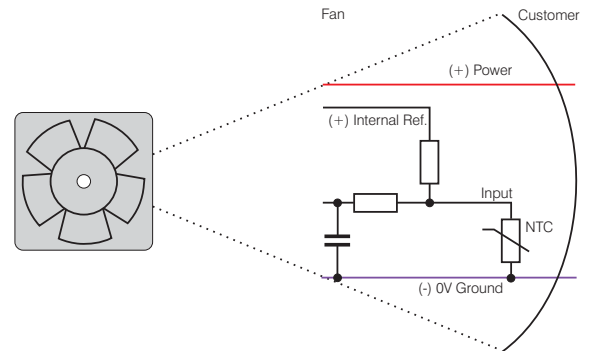 Fan
Customer
(+) Power
(+) Internal Ref.
Input
NTC
(-) 0V Ground